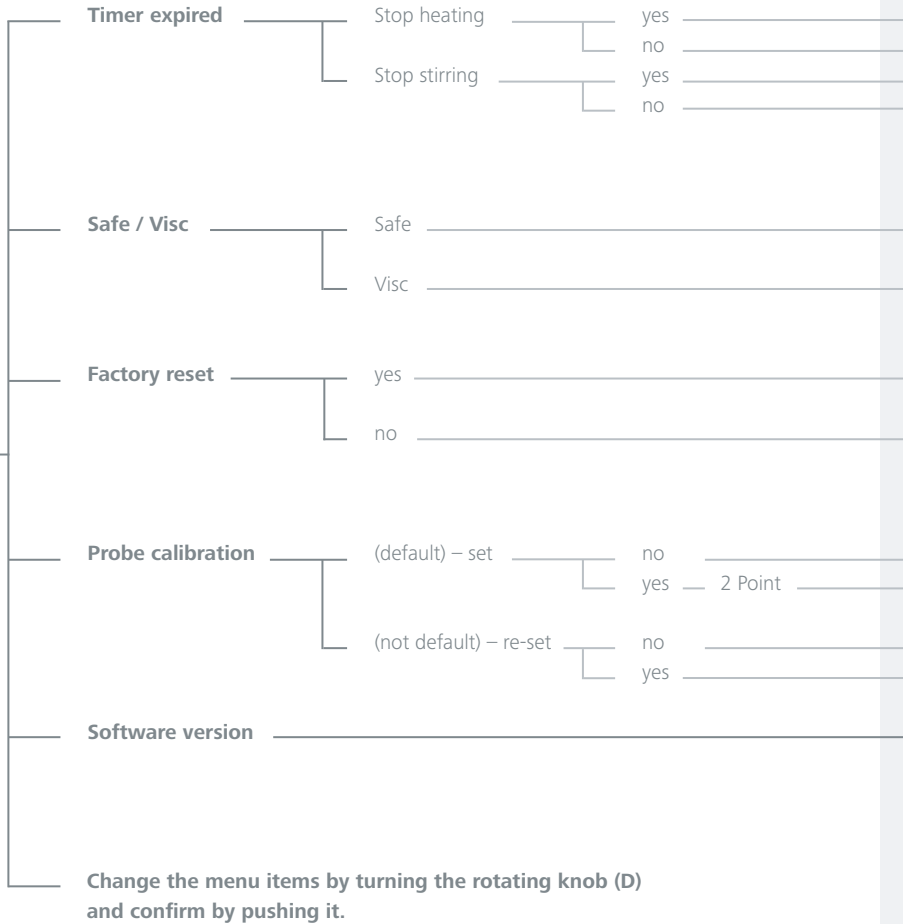 Timer expired Stop heating yes
no
Stop stirring yes
no
Safe / Visc Safe
Visc
Factory reset yes
no
Probe calibration (default) – set no
yes 2 Point
(not default) – re-set no
yes
Software version
Change the menu items by turning the rotating knob (D)
and confirm by pushing it.